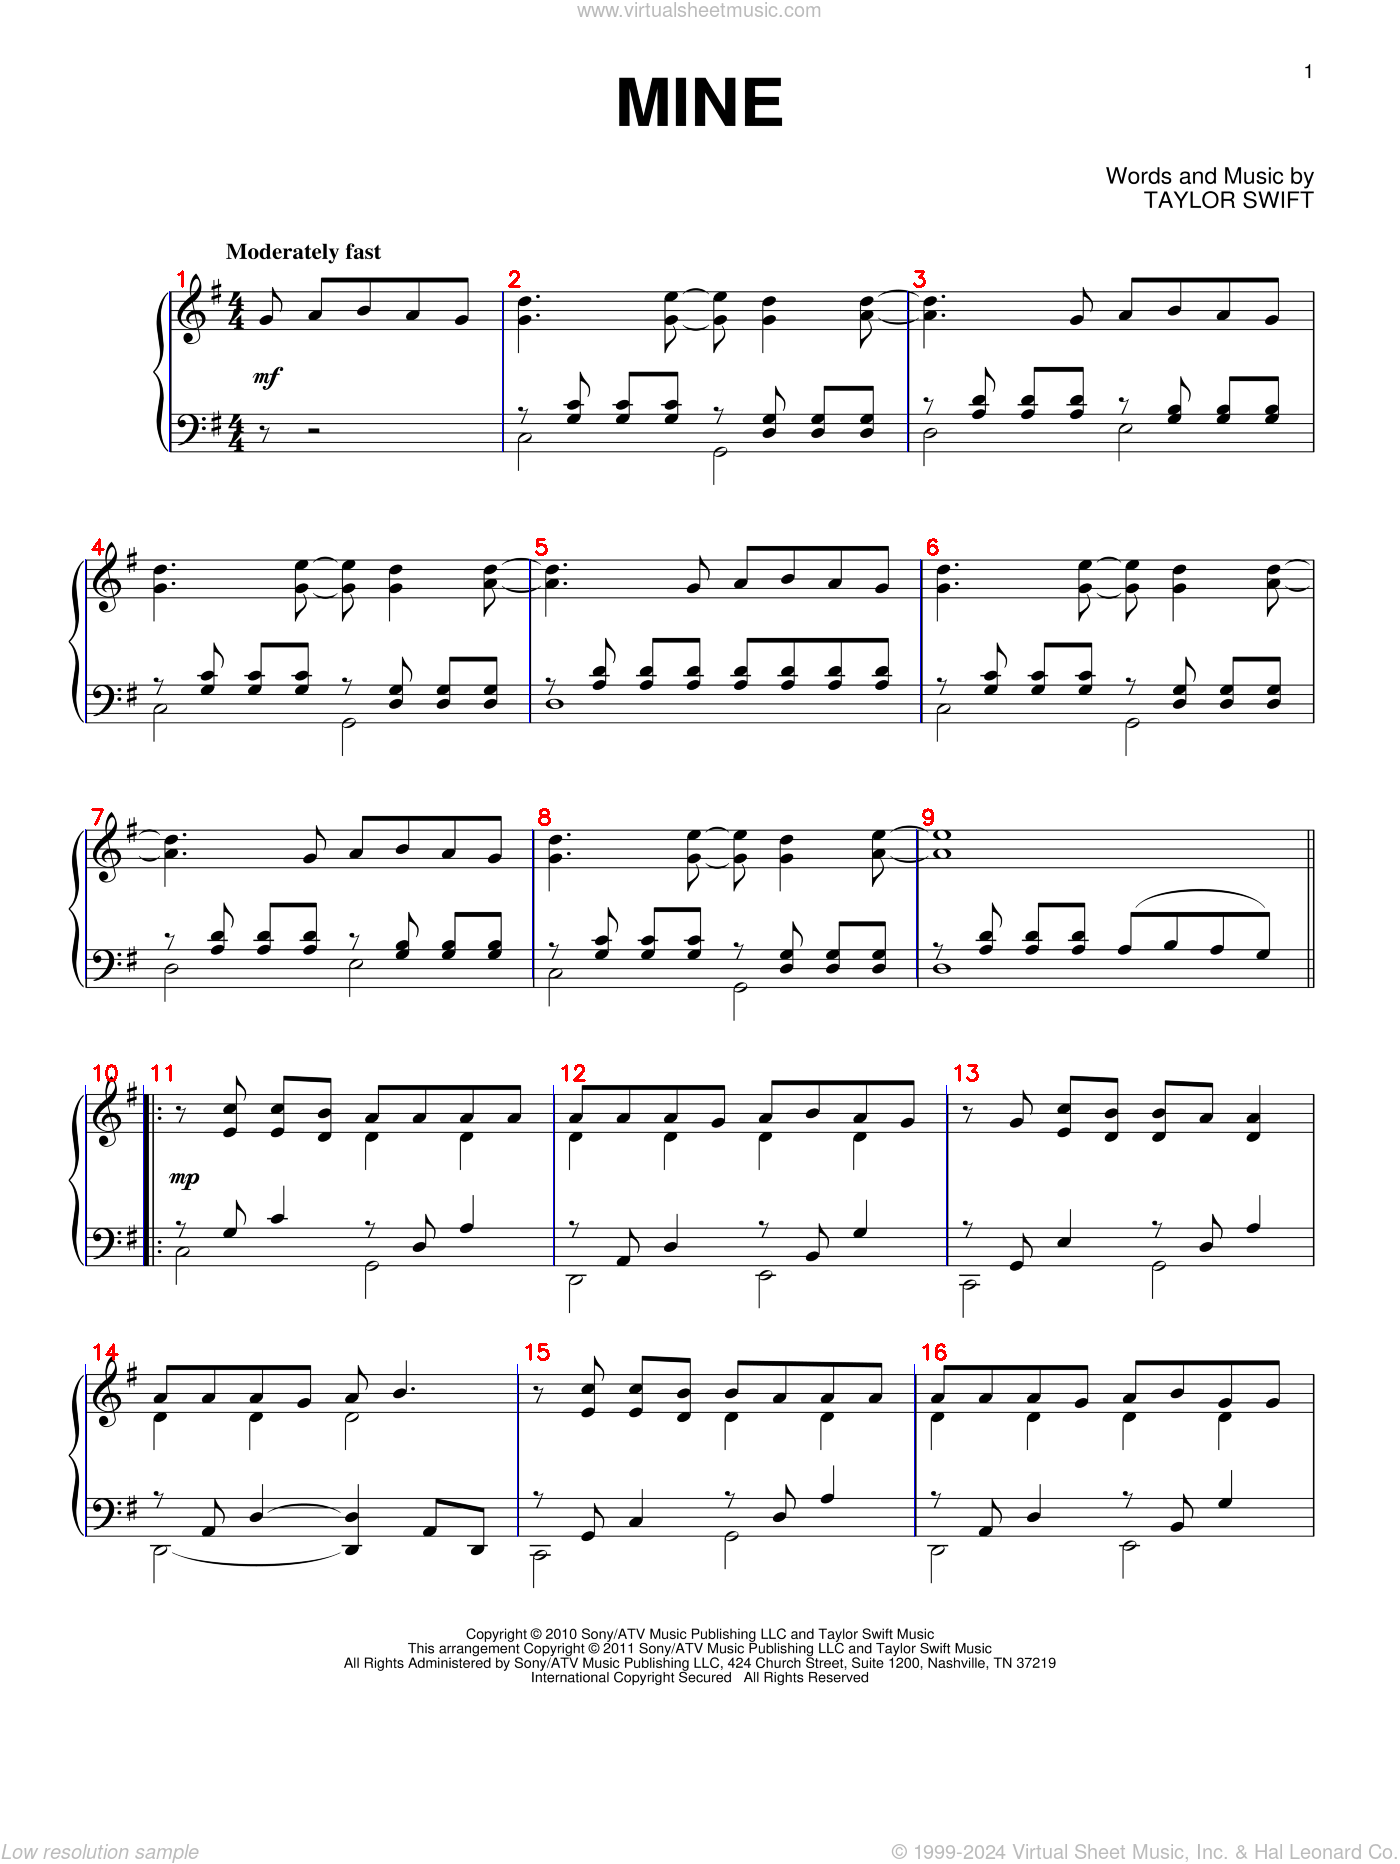 www.virtualsheetmusic.com
1
MINE
Words and Music by
TAYLOR SWIFT
Moderately fast
1 2 3
4
4
mf
4
4
4 5 6
7 8 9
10 11 12 13
mp
14 15 16
Copyright © 2010 Sony/ATV Music Publishing LLC and Taylor Swift Music
This arrangement Copyright © 2011 Sony/ATV Music Publishing LLC and Taylor Swift Music
All Rights Administered by Sony/ATV Music Publishing LLC, 424 Church Street, Suite 1200, Nashville, TN 37219
International Copyright Secured All Rights Reserved
Low resolution sample
© 1999-2024 Virtual Sheet Music, Inc. & Hal Leonard Co.